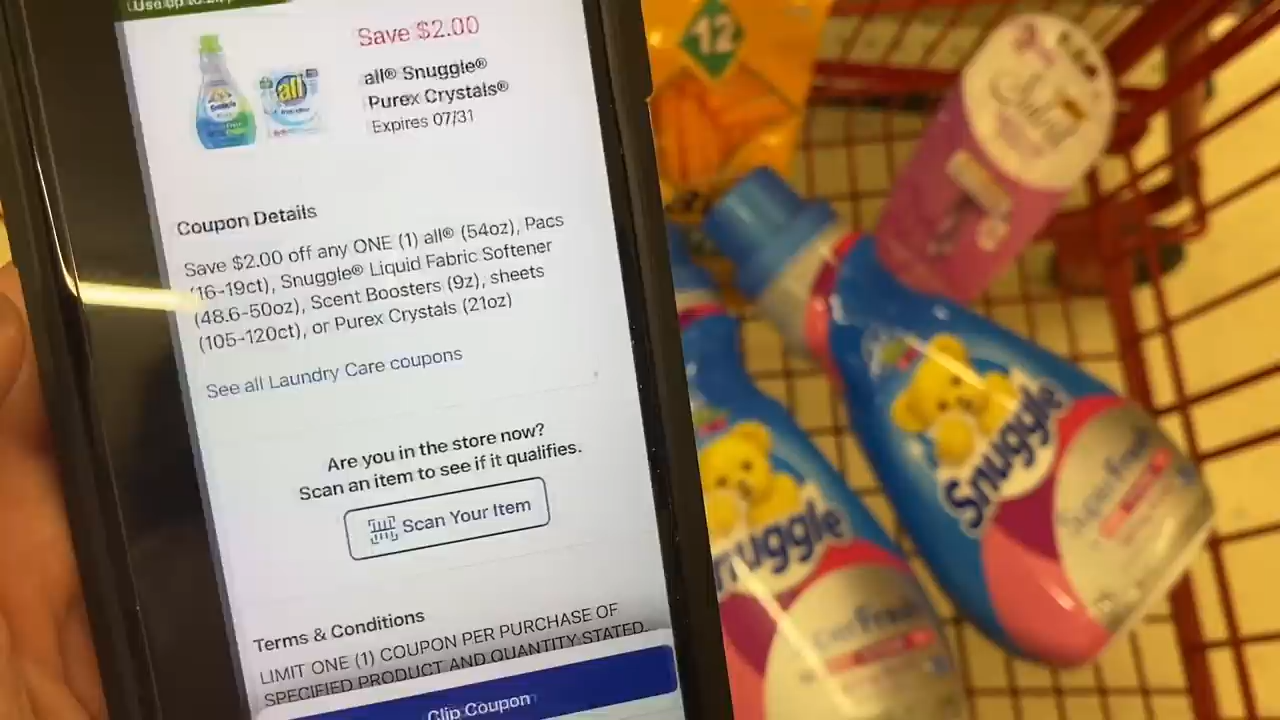 Save $2.00
all® Snuggle®
Purex Crystals®
Expires 07/31
Coupon Details
Save $2.00 off any ONE (1) all® (54oz), Pacs
(16-19ct), Snuggle® Liquid Fabric Softener
(48.6-50oz), Scent Boosters (9z), sheets
(105-120ct), or Purex Crystals (21oz)
See all Laundry Care coupons
Are you in the store now?
Scan an item to see if it qualifies.
Scan Your Item
Terms & Conditions
LIMIT ONE (1) COUPON PER PURCHASE OF
SPECIFIED PRODUCT AND QUANTITY STATED.
Clip Coupon
all
12
Snuggle
SuperFresh
nuggle